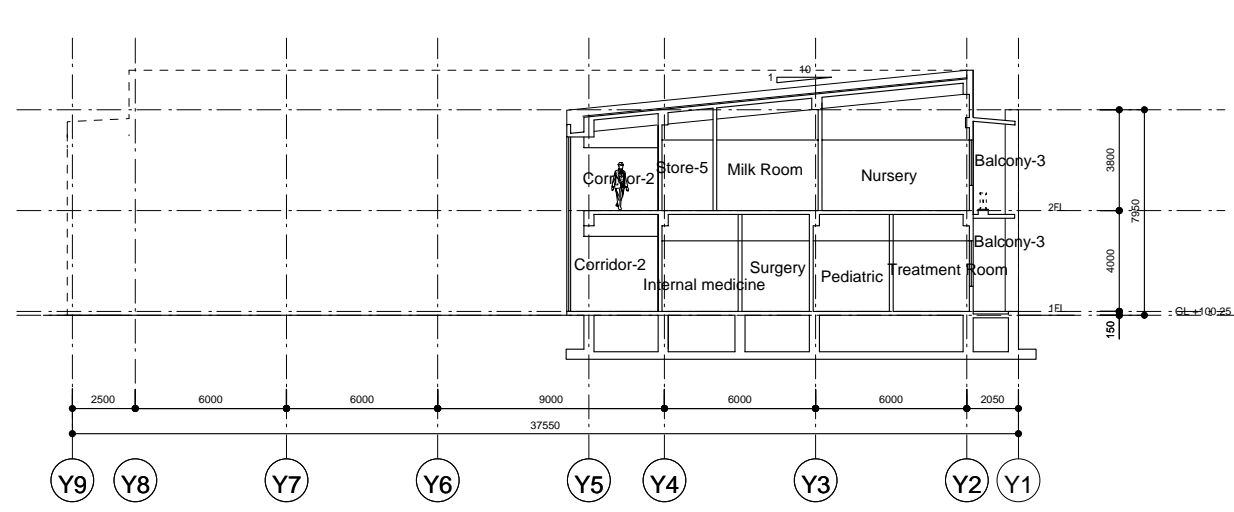 10
1
Store-5
Milk Room
Balcony-3
Corridor-2
Nursery
3800
2FL
7950
Balcony-3
Corridor-2
Surgery
Treatment Room
Pediatric
Internal medicine
4000
1FL
GL +100.25
150
2500
6000
6000
9000
6000
6000
2050
37550
Y9
Y8
Y7
Y6
Y5
Y4
Y3
Y2
Y1